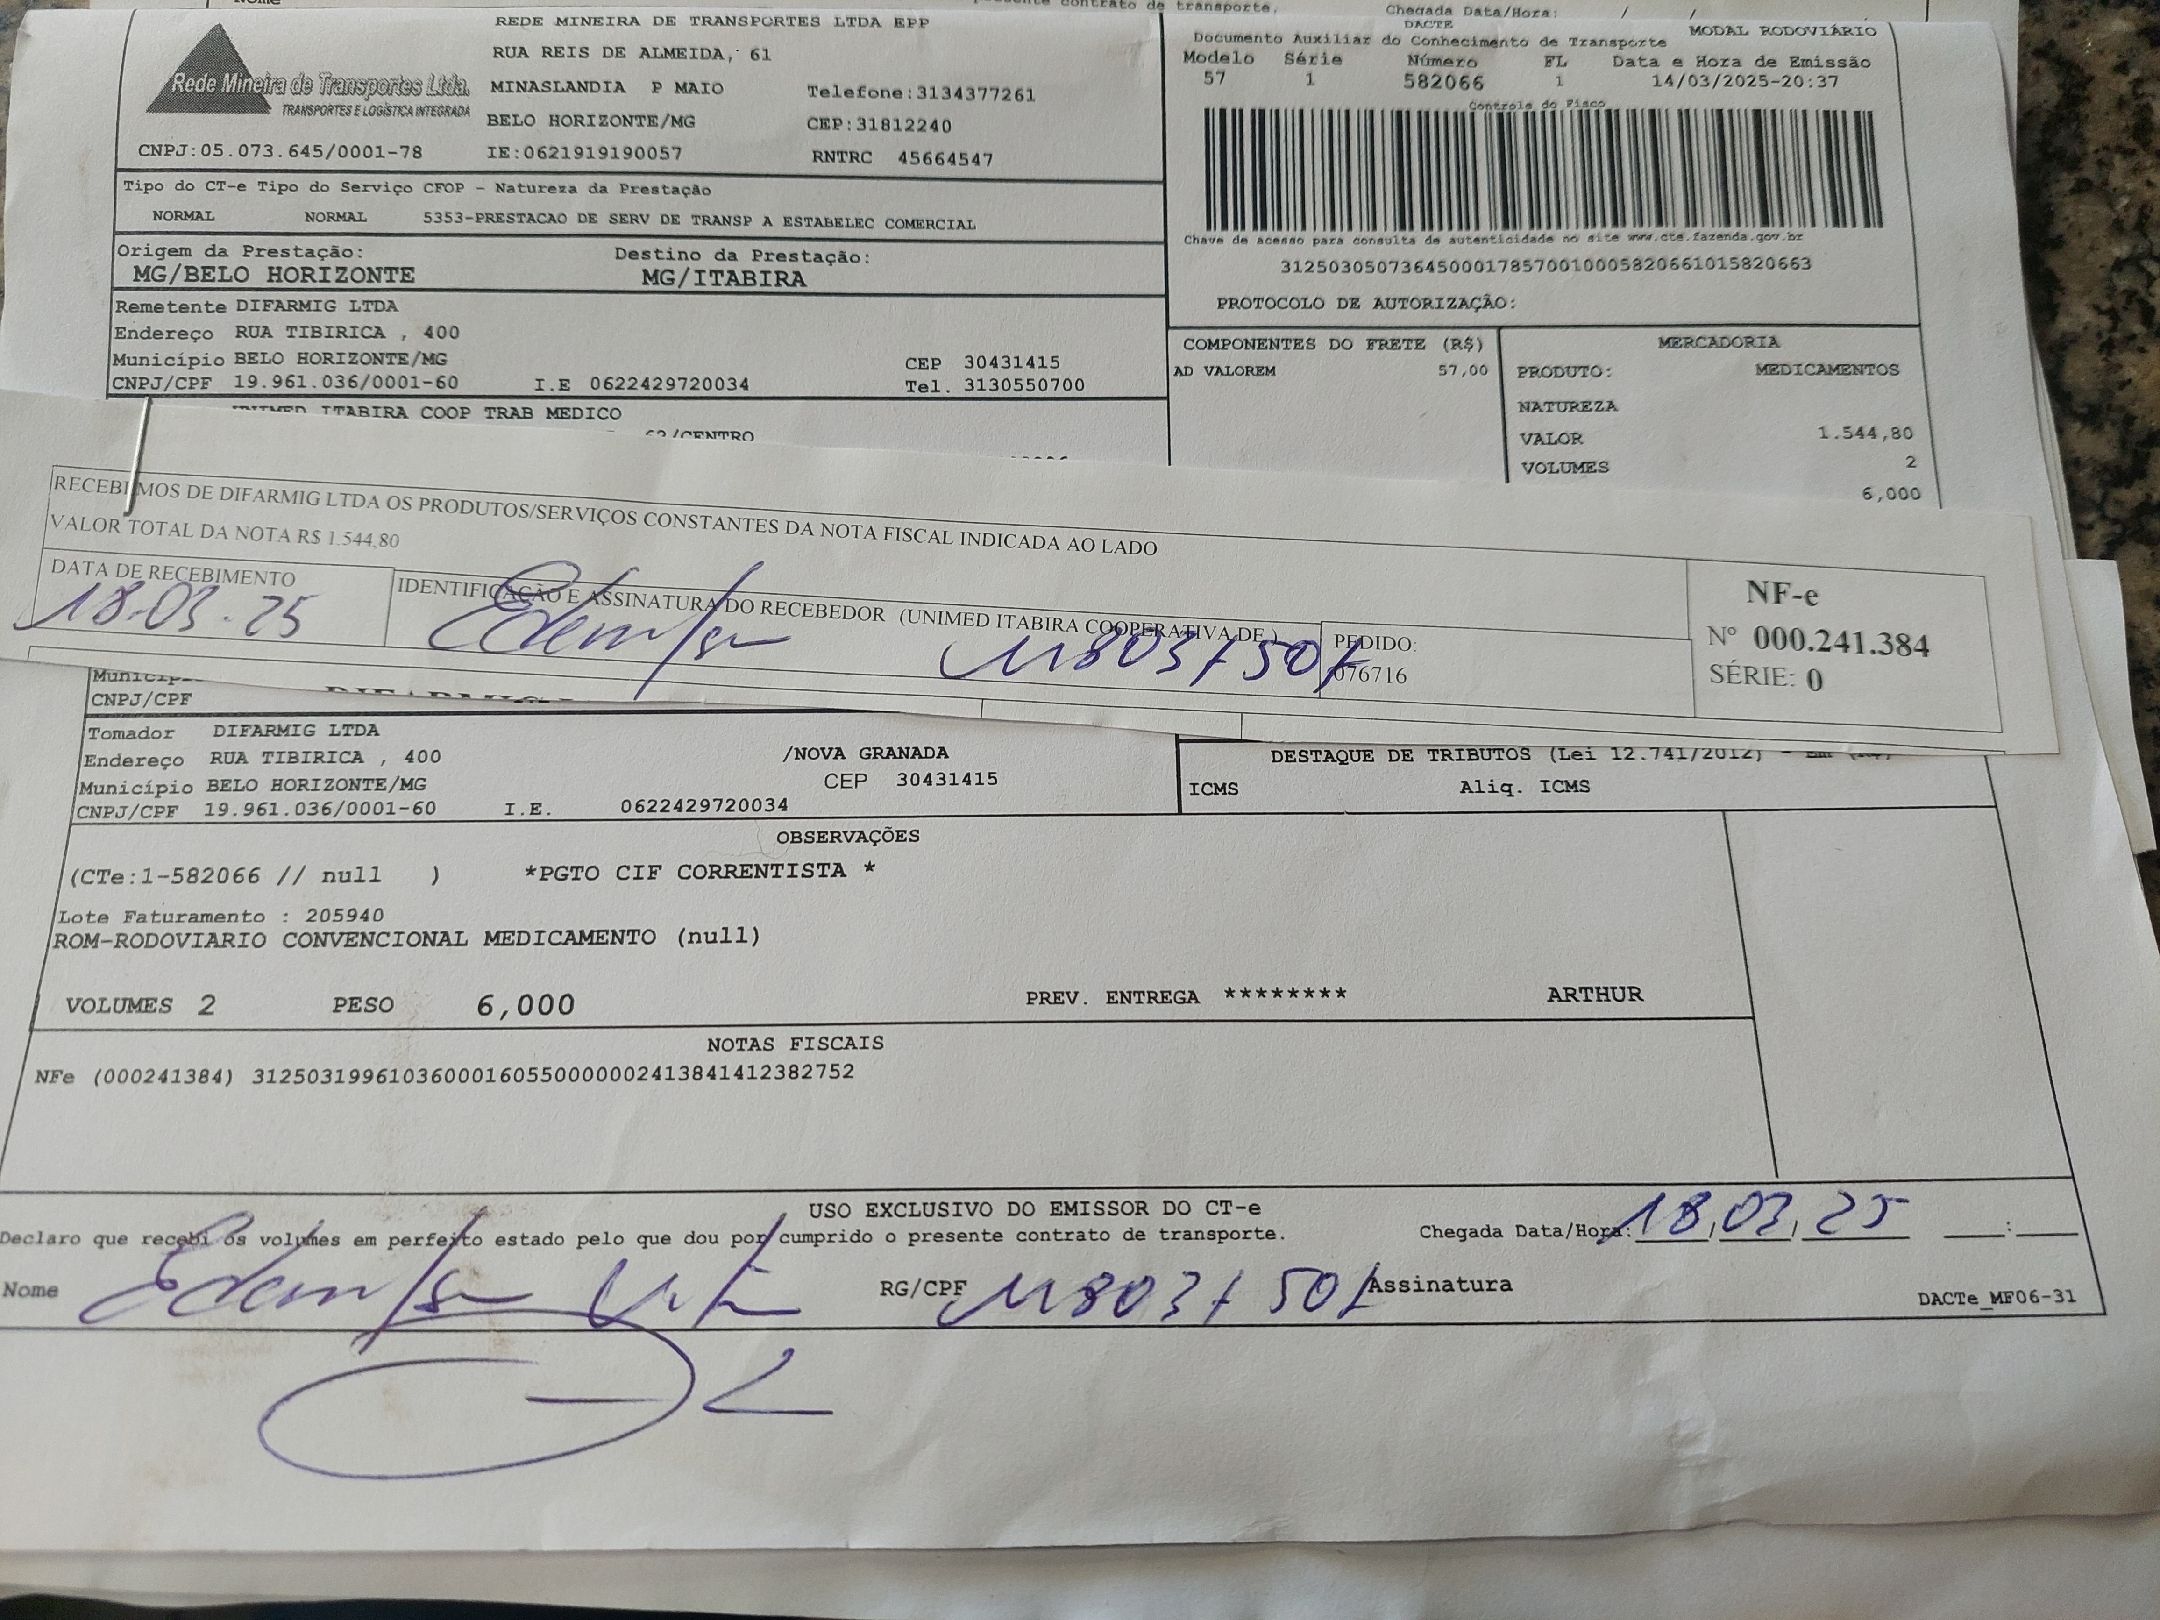 presente contrato de transporte.
Chegada Data/Hora: / /
REDE MINEIRA DE TRANSPORTES LTDA EPP
RUA REIS DE ALMEIDA, 61
MINASLANDIA P MAIO Telefone:3134377261
BELO HORIZONTE/MG CEP:31812240
Rede Mineira de Transportes Ltda.
TRANSPORTES E LOGÍSTICA INTEGRADA
CNPJ:05.073.645/0001-78 IE:0621919190057 RNTRC 45664547
DACTE
Documento Auxiliar do Conhecimento de Transporte MODAL RODOVIÁRIO
Modelo Série Número FL Data e Hora de Emissão
57 1 582066 1 14/03/2025-20:37
Controle do Fisco
Chave de acesso para consulta de autenticidade no site www.cte.fazenda.gov.br
31250305073645000178570010005820661015820663
PROTOCOLO DE AUTORIZAÇÃO:
Tipo do CT-e Tipo do Serviço CFOP - Natureza da Prestação
NORMAL NORMAL 5353-PRESTACAO DE SERV DE TRANSP A ESTABELEC COMERCIAL
Origem da Prestação: Destino da Prestação:
MG/BELO HORIZONTE MG/ITABIRA
Remetente DIFARMIG LTDA
Endereço RUA TIBIRICA , 400
Município BELO HORIZONTE/MG CEP 30431415
CNPJ/CPF 19.961.036/0001-60 I.E 0622429720034 Tel. 3130550700
COMPONENTES DO FRETE (R$)
AD VALOREM 57,00
MERCADORIA
PRODUTO: MEDICAMENTOS
NATUREZA
VALOR 1.544,80
VOLUMES 2
6,000
UNIMED ITABIRA COOP TRAB MEDICO
/CENTRO
RECEBEMOS DE DIFARMIG LTDA OS PRODUTOS/SERVIÇOS CONSTANTES DA NOTA FISCAL INDICADA AO LADO
VALOR TOTAL DA NOTA R$ 1.544,80
DATA DE RECEBIMENTO IDENTIFICAÇÃO E ASSINATURA DO RECEBEDOR (UNIMED ITABIRA COOPERATIVA DE )
18.03.25
PEDIDO:
076716
NF-e
N° 000.241.384
SÉRIE: 0
CNPJ/CPF
Tomador DIFARMIG LTDA
Endereço RUA TIBIRICA , 400 /NOVA GRANADA
Município BELO HORIZONTE/MG CEP 30431415
CNPJ/CPF 19.961.036/0001-60 I.E. 0622429720034
DESTAQUE DE TRIBUTOS (Lei 12.741/2012) - Em (R$)
ICMS Aliq. ICMS
OBSERVAÇÕES
(CTe:1-582066 // null ) *PGTO CIF CORRENTISTA *
Lote Faturamento : 205940
ROM-RODOVIARIO CONVENCIONAL MEDICAMENTO (null)
VOLUMES 2 PESO 6,000 PREV. ENTREGA ******** ARTHUR
NOTAS FISCAIS
NFe (000241384) 31250319961036000160550000002413841412382752
USO EXCLUSIVO DO EMISSOR DO CT-e
Declaro que recebi os volumes em perfeito estado pelo que dou por cumprido o presente contrato de transporte. Chegada Data/Hora: 18,03,25 :
Nome RG/CPF Assinatura
DACTe_MF06-31